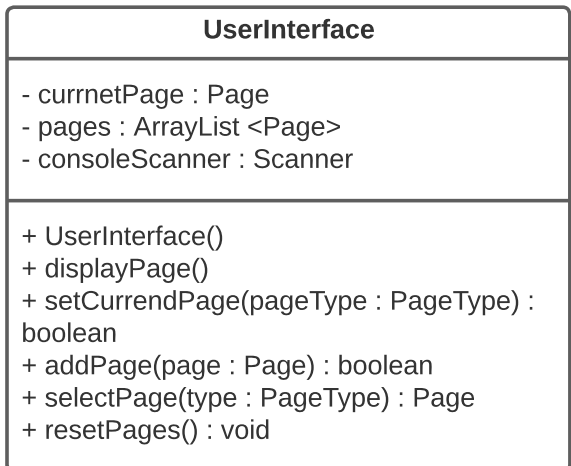 UserInterface
- currnetPage : Page
- pages : ArrayList <Page>
- consoleScanner : Scanner
+ UserInterface()
+ displayPage()
+ setCurrendPage(pageType : PageType) :
boolean
+ addPage(page : Page) : boolean
+ selectPage(type : PageType) : Page
+ resetPages() : void